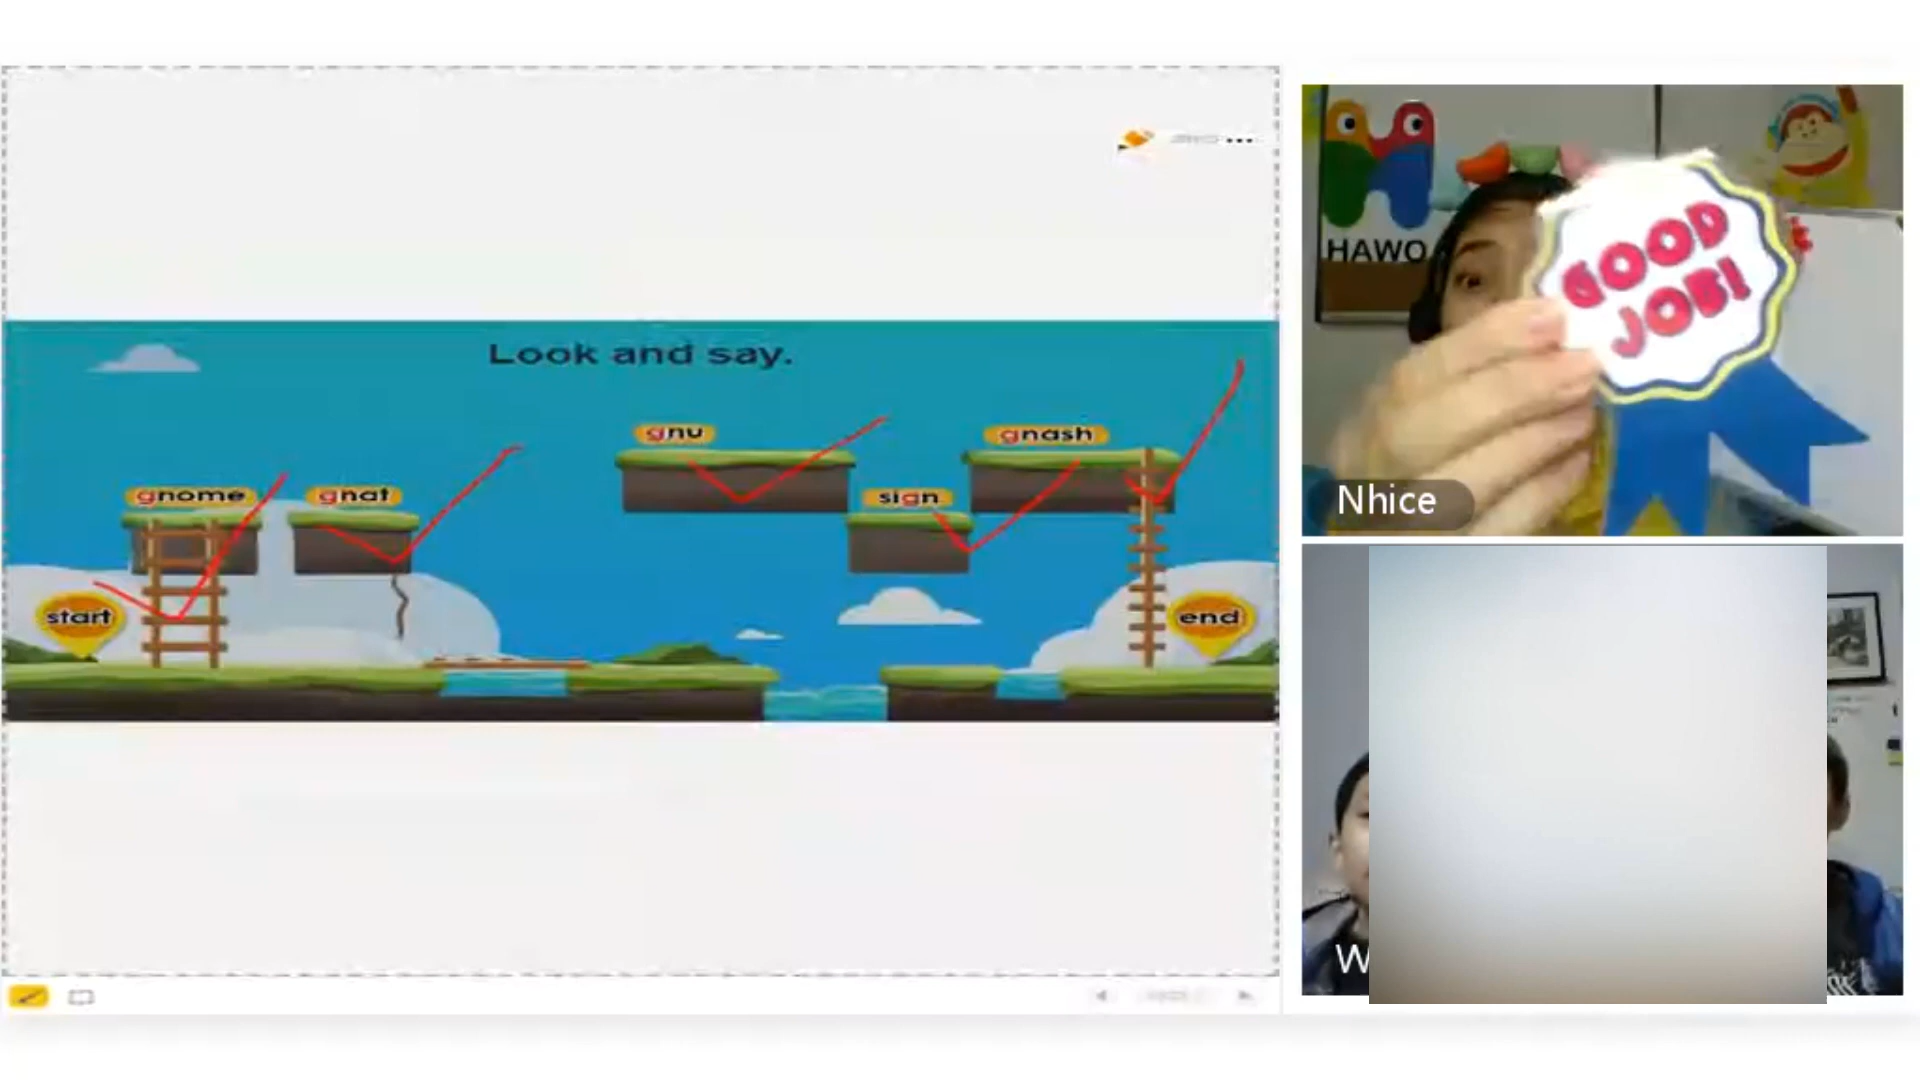 Look and say.
gnu
gnash
gnome
gnat
sign
start
end
HAWO
GOOD
JOB!
Nhice
W